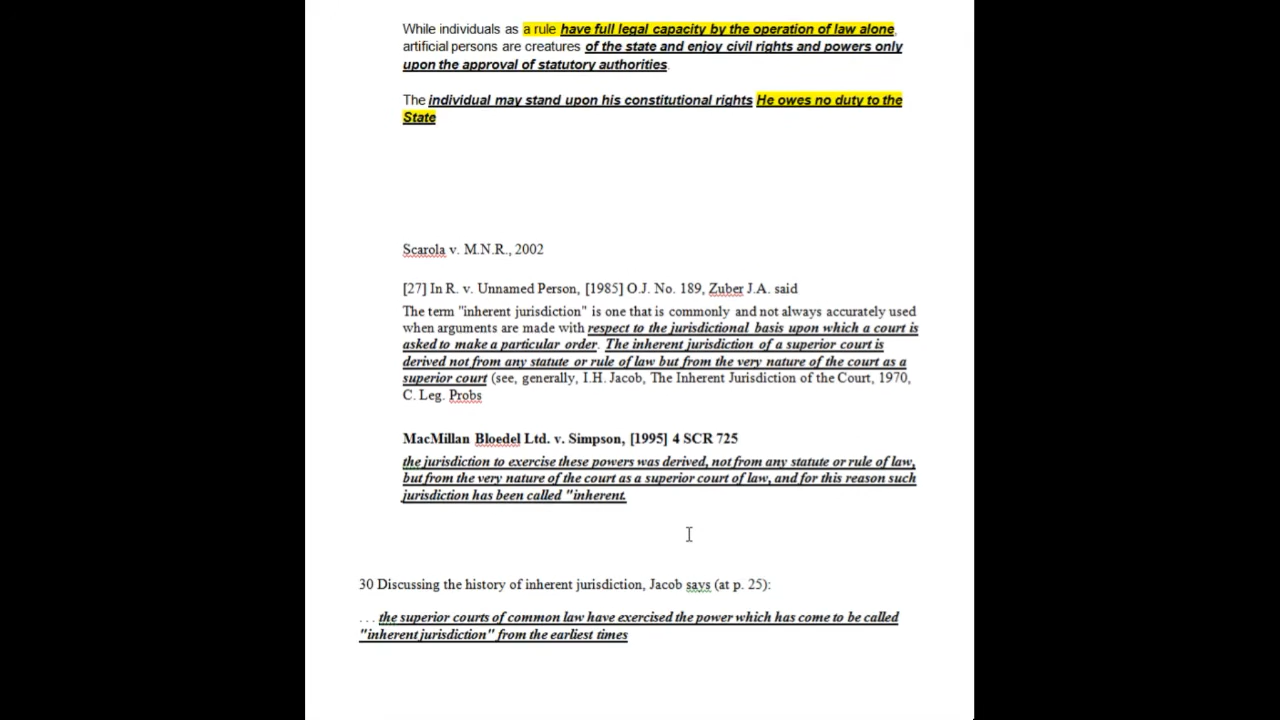 While individuals as a rule have full legal capacity by the operation of law alone,
artificial persons are creatures of the state and enjoy civil rights and powers only
upon the approval of statutory authorities.
The individual may stand upon his constitutional rights He owes no duty to the
State
Scarola v. M.N.R., 2002
[27] In R. v. Unnamed Person, [1985] O.J. No. 189, Zuber J.A. said
The term "inherent jurisdiction" is one that is commonly and not always accurately used
when arguments are made with respect to the jurisdictional basis upon which a court is
asked to make a particular order. The inherent jurisdiction of a superior court is
derived not from any statute or rule of law but from the very nature of the court as a
superior court (see, generally, I.H. Jacob, The Inherent Jurisdiction of the Court, 1970,
C. Leg. Probs
MacMillan Bloedel Ltd. v. Simpson, [1995] 4 SCR 725
the jurisdiction to exercise these powers was derived, not from any statute or rule of law,
but from the very nature of the court as a superior court of law, and for this reason such
jurisdiction has been called "inherent.
30 Discussing the history of inherent jurisdiction, Jacob says (at p. 25):
. . . the superior courts of common law have exercised the power which has come to be called
"inherent jurisdiction" from the earliest times